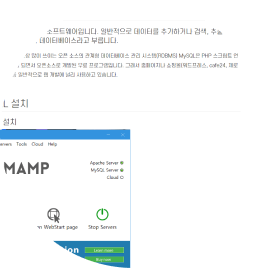 소프트웨어입니다. 일반적으로 데이터를 추가하거나 검색, 추출
데이터베이스라고 부릅니다.
많이 쓰이는 오픈 소스의 관계형 데이터베이스 관리 시스템(RDBMS) MySQL은 PHP 스크립트 언
되면서 오픈소스로 개발된 무료 프로그램입니다. 그래서 홈페이지나 쇼핑몰(워드프레스, cafe24, 제로
일반적으로 웹 개발에 널리 사용하고 있습니다.
L 설치
설치
Tools Cloud Help
MAMP
Apache Server
MySQL Server
Cloud
WebStart page
Stop Servers
Learn more
Buy now